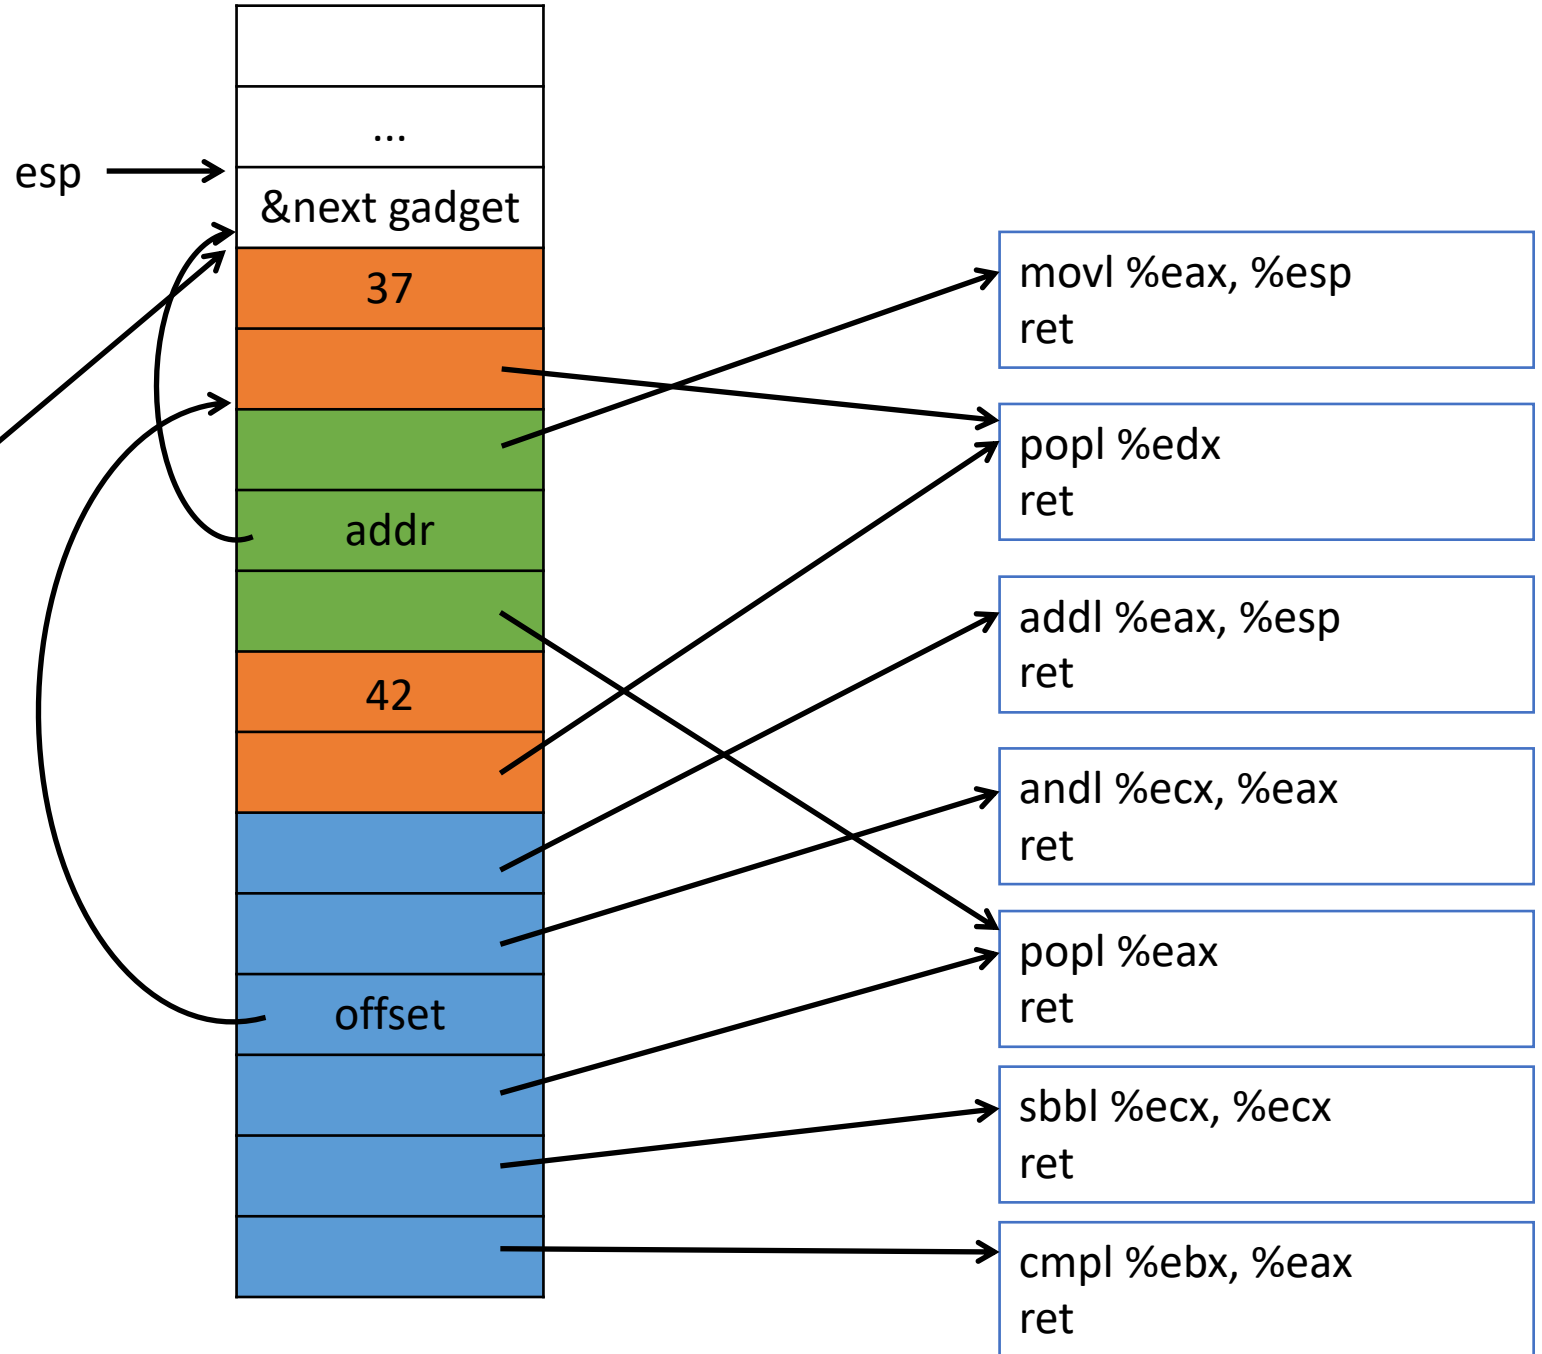 ...
esp
&next gadget
37
addr
42
offset
movl %eax, %esp
ret
popl %edx
ret
addl %eax, %esp
ret
andl %ecx, %eax
ret
popl %eax
ret
sbbl %ecx, %ecx
ret
cmpl %ebx, %eax
ret